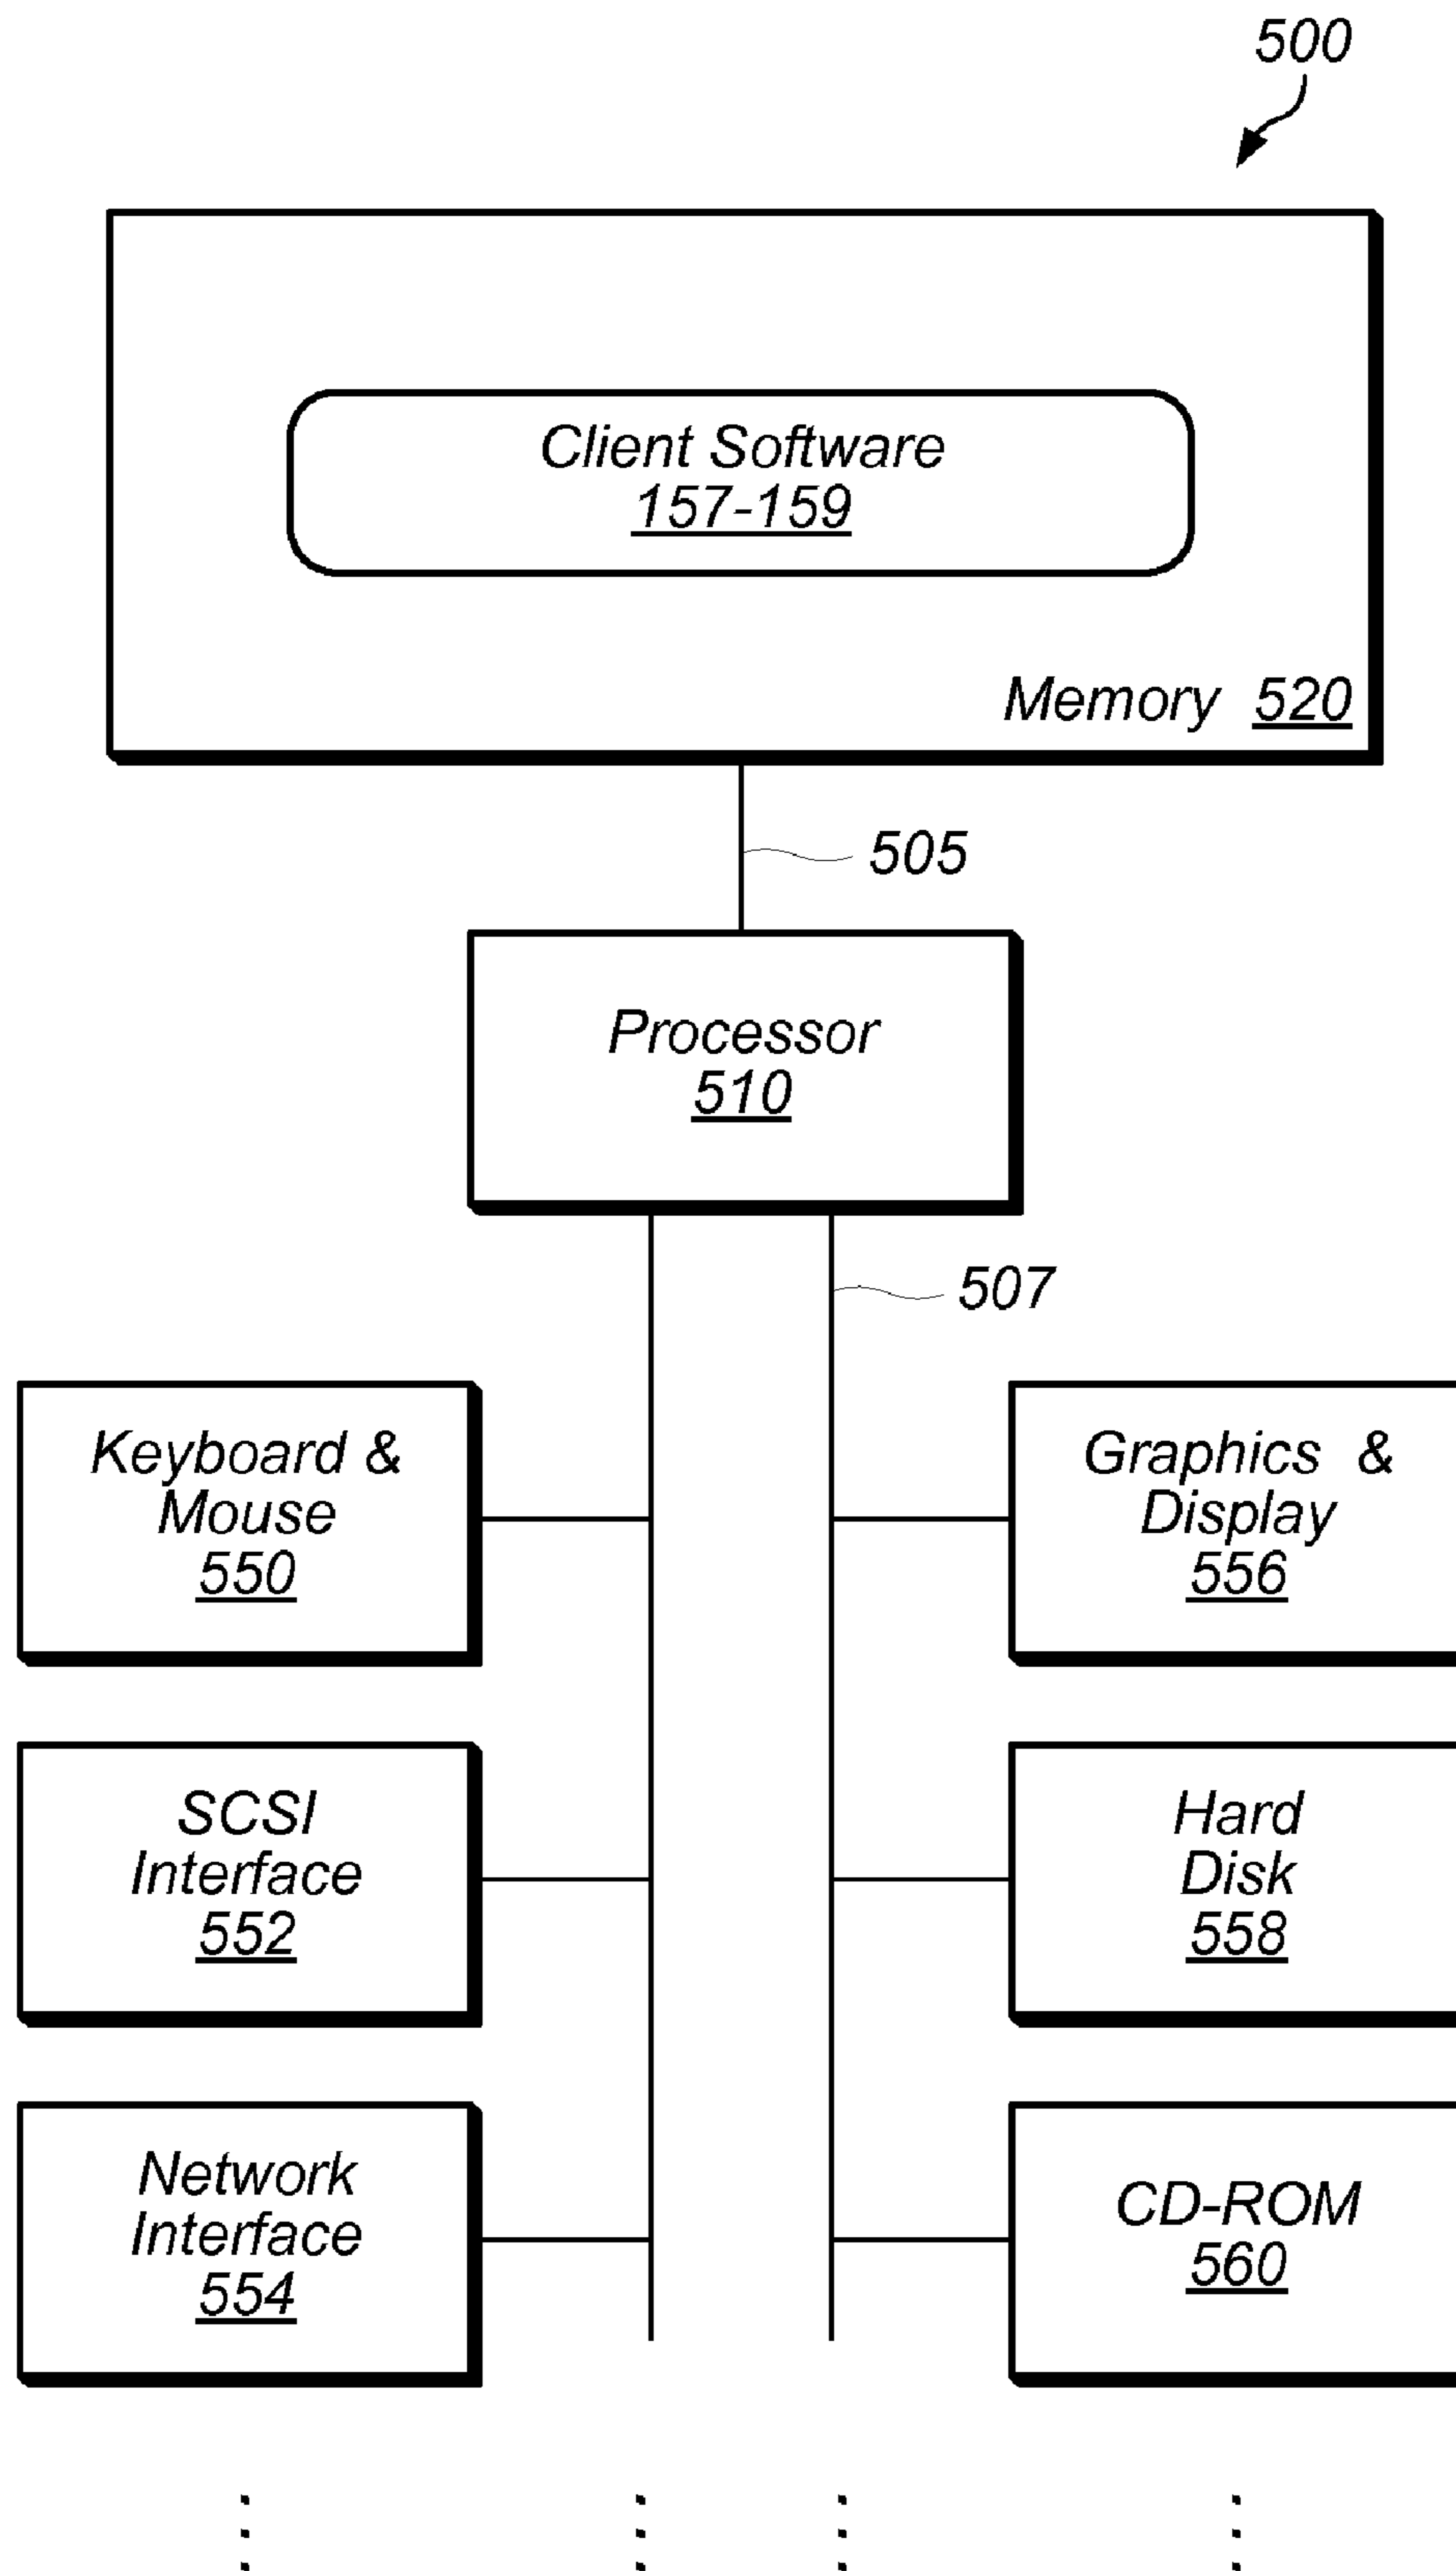 500
Client Software
157-159
Memory 520
505
Processor
510
507
Keyboard &
Mouse
550
Graphics &
Display
556
SCSI
Interface
552
Hard
Disk
558
Network
Interface
554
CD-ROM
560